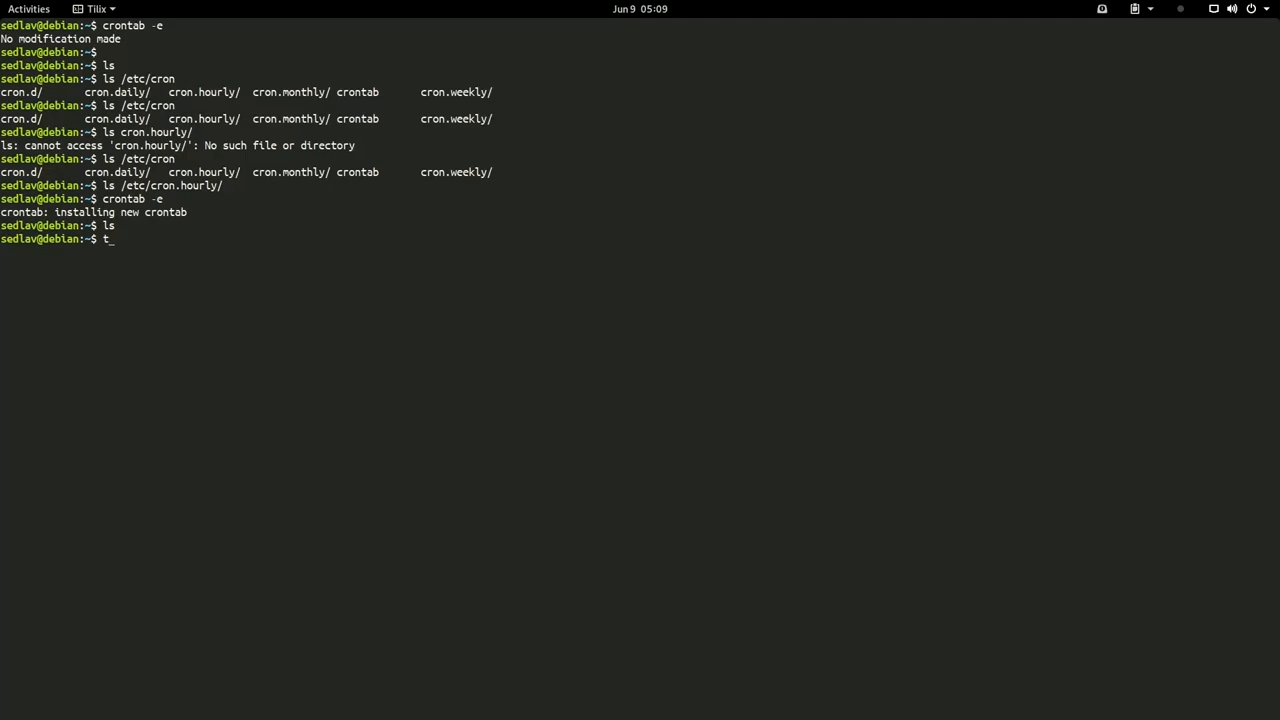 Activities Tilix Jun 9 05:09
sedlav@debian:~$ crontab -e
No modification made
sedlav@debian:~$
sedlav@debian:~$ ls
sedlav@debian:~$ ls /etc/cron
cron.d/ cron.daily/ cron.hourly/ cron.monthly/ crontab cron.weekly/
sedlav@debian:~$ ls /etc/cron
cron.d/ cron.daily/ cron.hourly/ cron.monthly/ crontab cron.weekly/
sedlav@debian:~$ ls cron.hourly/
ls: cannot access 'cron.hourly/': No such file or directory
sedlav@debian:~$ ls /etc/cron
cron.d/ cron.daily/ cron.hourly/ cron.monthly/ crontab cron.weekly/
sedlav@debian:~$ ls /etc/cron.hourly/
sedlav@debian:~$ crontab -e
crontab: installing new crontab
sedlav@debian:~$ ls
sedlav@debian:~$ t_